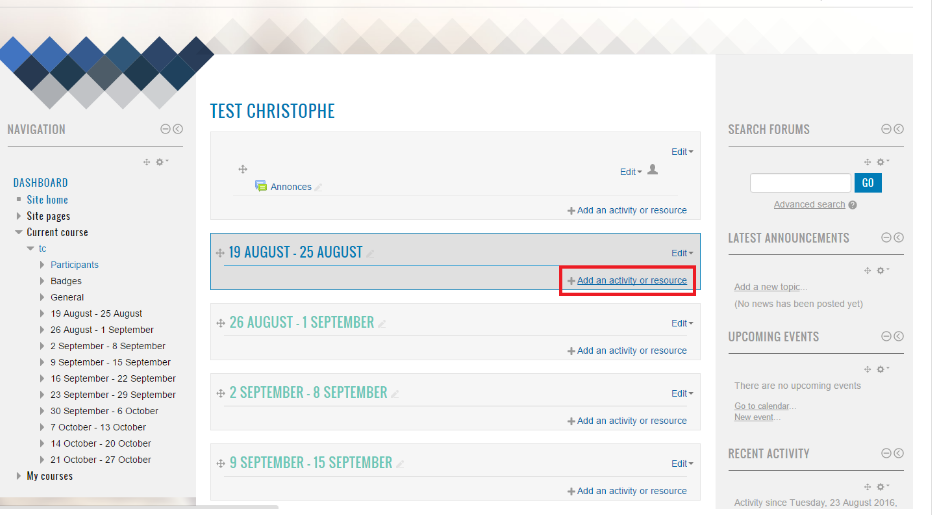 NAVIGATION
DASHBOARD
Site home
Site pages
Current course
tc
Participants
Badges
General
19 August - 25 August
26 August - 1 September
2 September - 8 September
9 September - 15 September
16 September - 22 September
23 September - 29 September
30 September - 6 October
7 October - 13 October
14 October - 20 October
21 October - 27 October
My courses
TEST CHRISTOPHE
Edit
Edit
Annonces
Add an activity or resource
19 AUGUST - 25 AUGUST
Edit
Add an activity or resource
26 AUGUST - 1 SEPTEMBER
Edit
Add an activity or resource
2 SEPTEMBER - 8 SEPTEMBER
Edit
Add an activity or resource
9 SEPTEMBER - 15 SEPTEMBER
Edit
Add an activity or resource
SEARCH FORUMS
GO
Advanced search
LATEST ANNOUNCEMENTS
Add a new topic...
(No news has been posted yet)
UPCOMING EVENTS
There are no upcoming events
Go to calendar...
New event...
RECENT ACTIVITY
Activity since Tuesday, 23 August 2016,